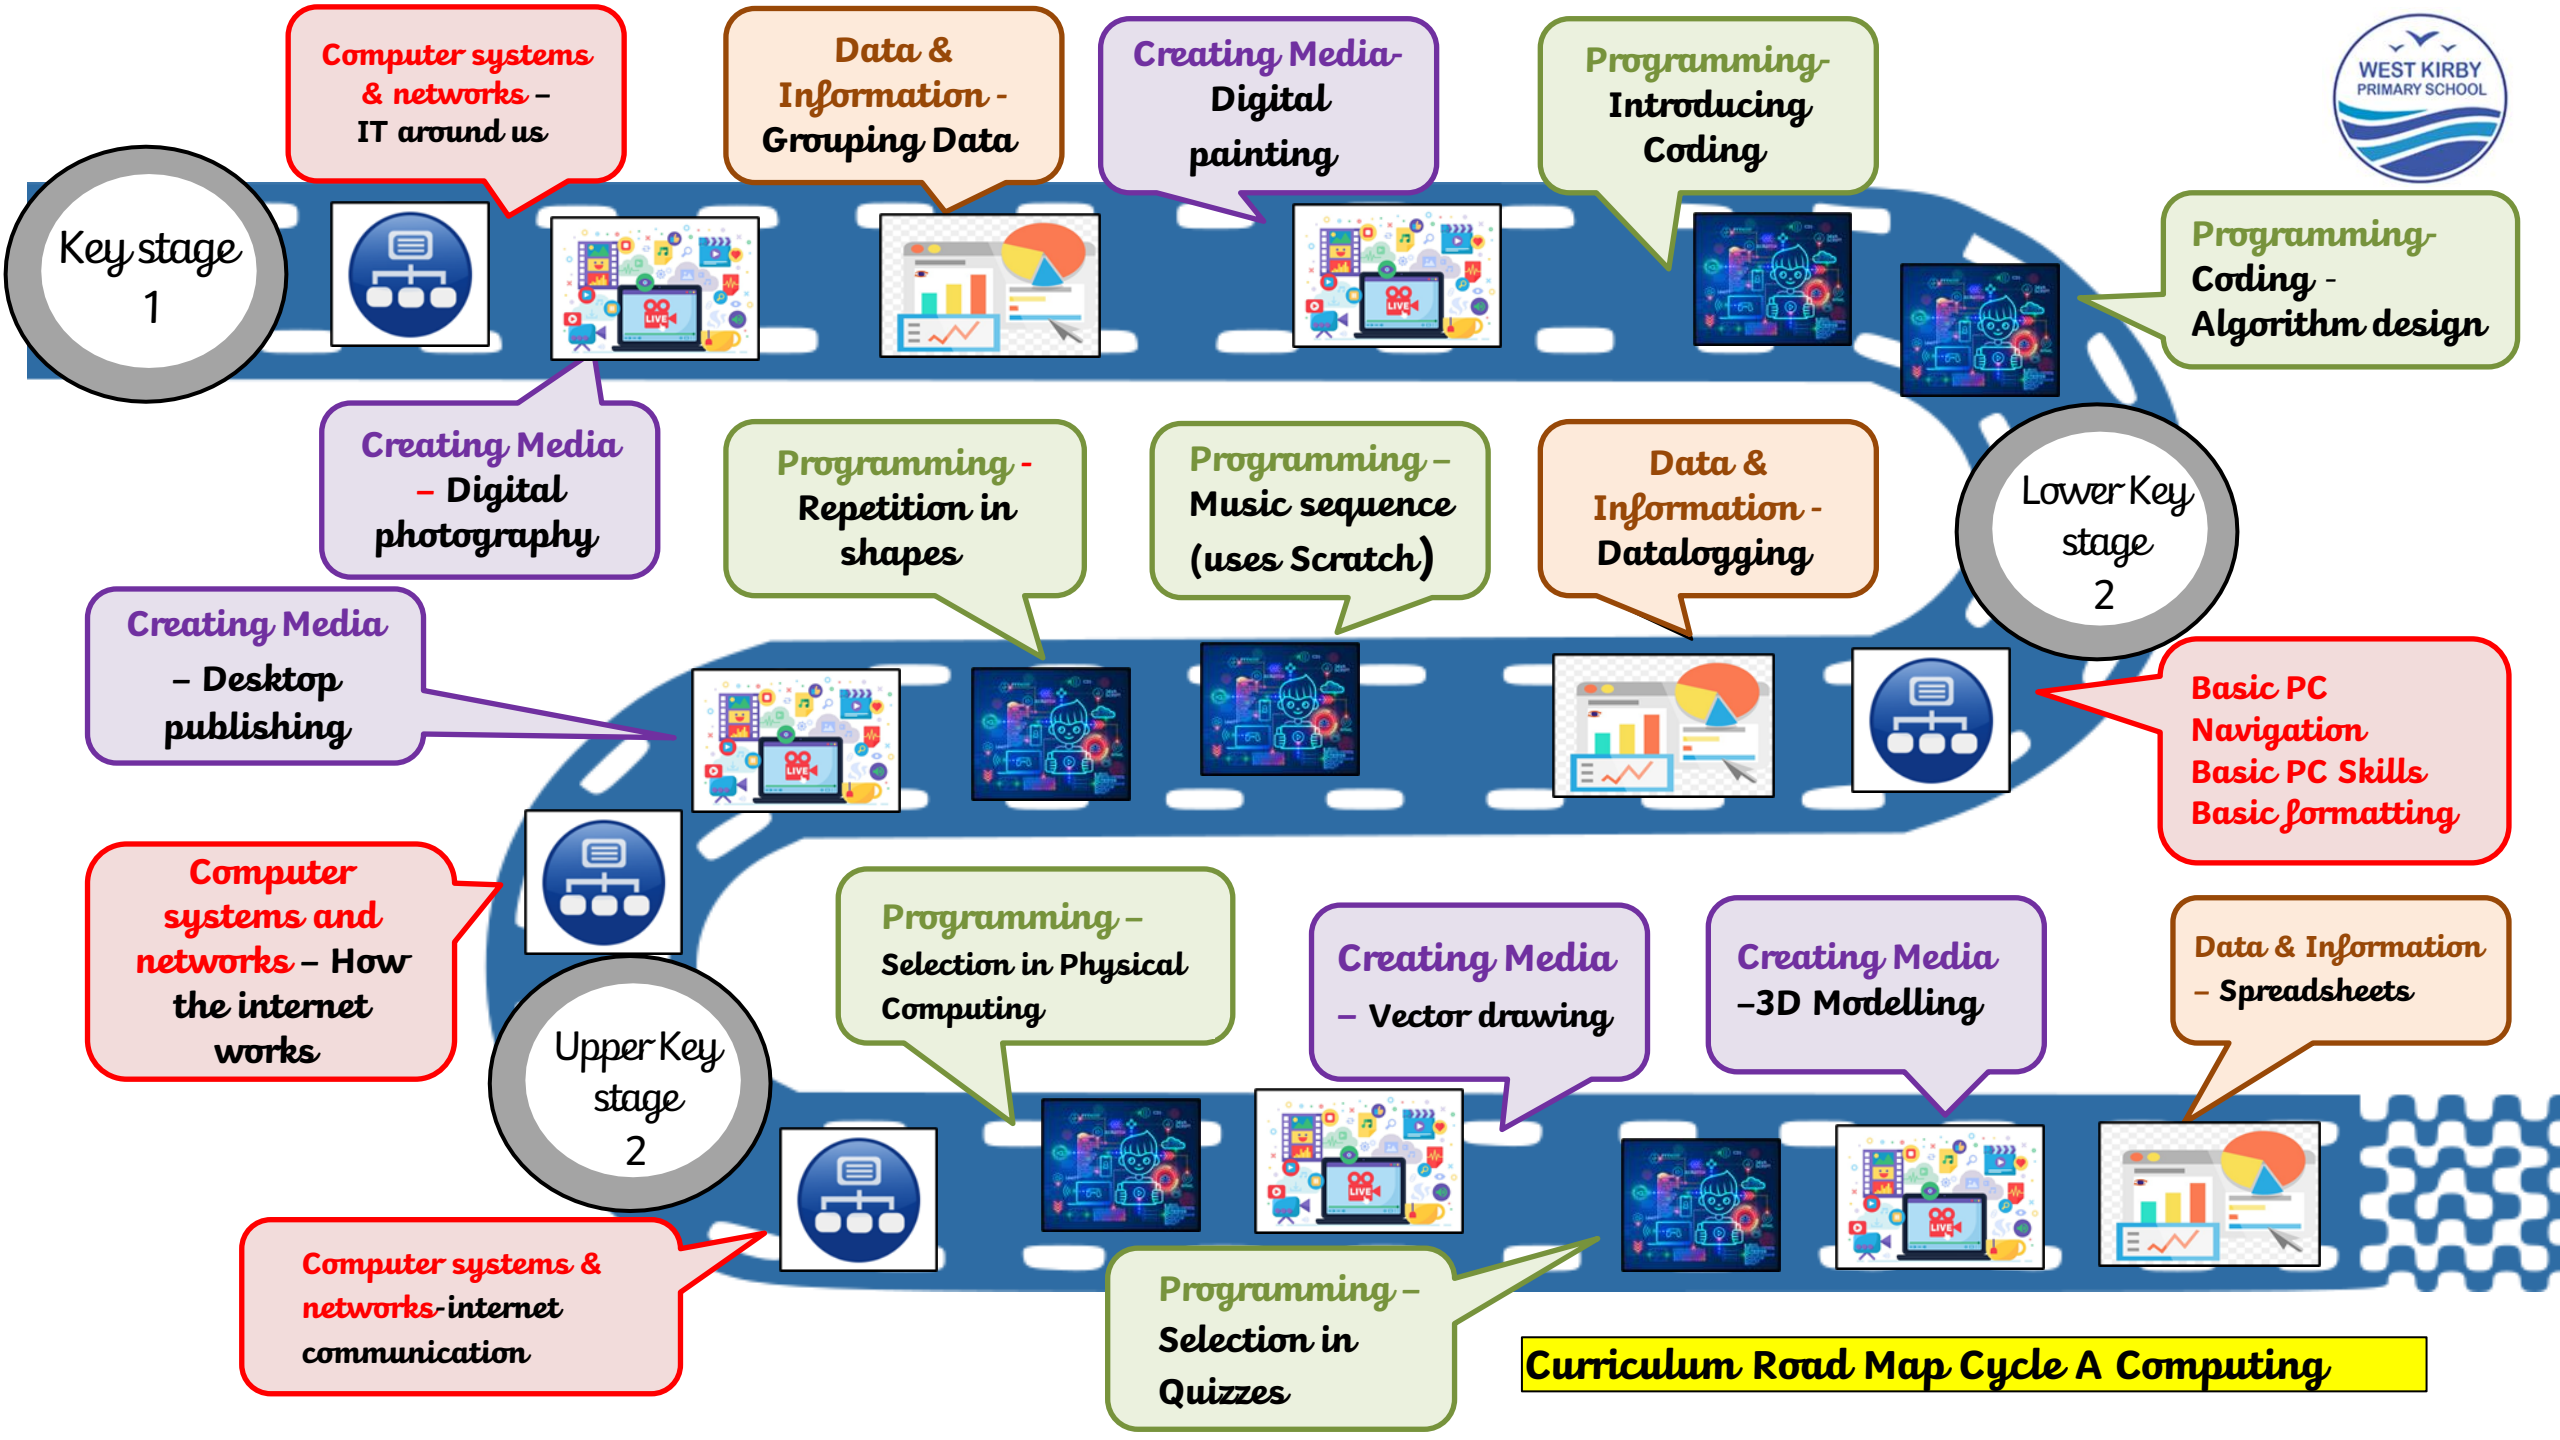 Computer systems
& networks –
IT around us
Data &
Information -
Grouping Data
Creating Media-
Digital
painting
Programming-
Introducing
Coding
WEST KIRBY
PRIMARY SCHOOL
Key stage
1
Programming-
Coding -
Algorithm design
Creating Media
– Digital
photography
Programming -
Repetition in
shapes
Programming –
Music sequence
(uses Scratch)
Data &
Information -
Datalogging
Lower Key
stage
2
Creating Media
– Desktop
publishing
Basic PC
Navigation
Basic PC Skills
Basic formatting
Computer
systems and
networks – How
the internet
works
Programming –
Selection in Physical
Computing
Creating Media
– Vector drawing
Creating Media
–3D Modelling
Data & Information
– Spreadsheets
Upper Key
stage
2
Computer systems &
networks-internet
communication
Programming –
Selection in
Quizzes
LIVE
LIVE
LIVE
LIVE
LIVE
Curriculum Road Map Cycle A Computing